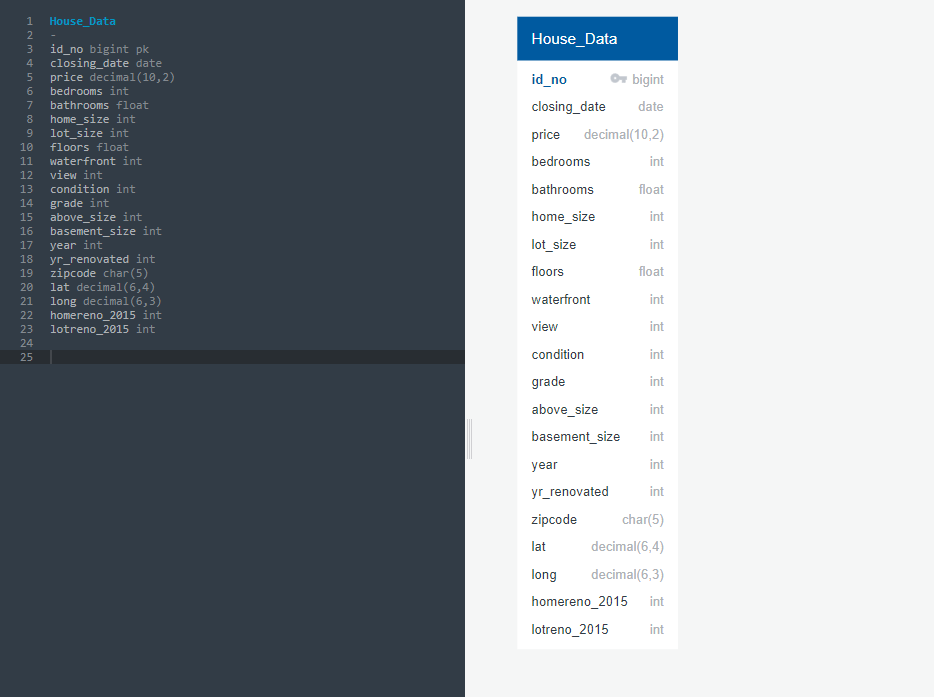 1 House_Data
2 -
3 id_no bigint pk
4 closing_date date
5 price decimal(10,2)
6 bedrooms int
7 bathrooms float
8 home_size int
9 lot_size int
10 floors float
11 waterfront int
12 view int
13 condition int
14 grade int
15 above_size int
16 basement_size int
17 year int
18 yr_renovated int
19 zipcode char(5)
20 lat decimal(6,4)
21 long decimal(6,3)
22 homereno_2015 int
23 lotreno_2015 int
24
25
House_Data
id_no bigint
closing_date date
price decimal(10,2)
bedrooms int
bathrooms float
home_size int
lot_size int
floors float
waterfront int
view int
condition int
grade int
above_size int
basement_size int
year int
yr_renovated int
zipcode char(5)
lat decimal(6,4)
long decimal(6,3)
homereno_2015 int
lotreno_2015 int